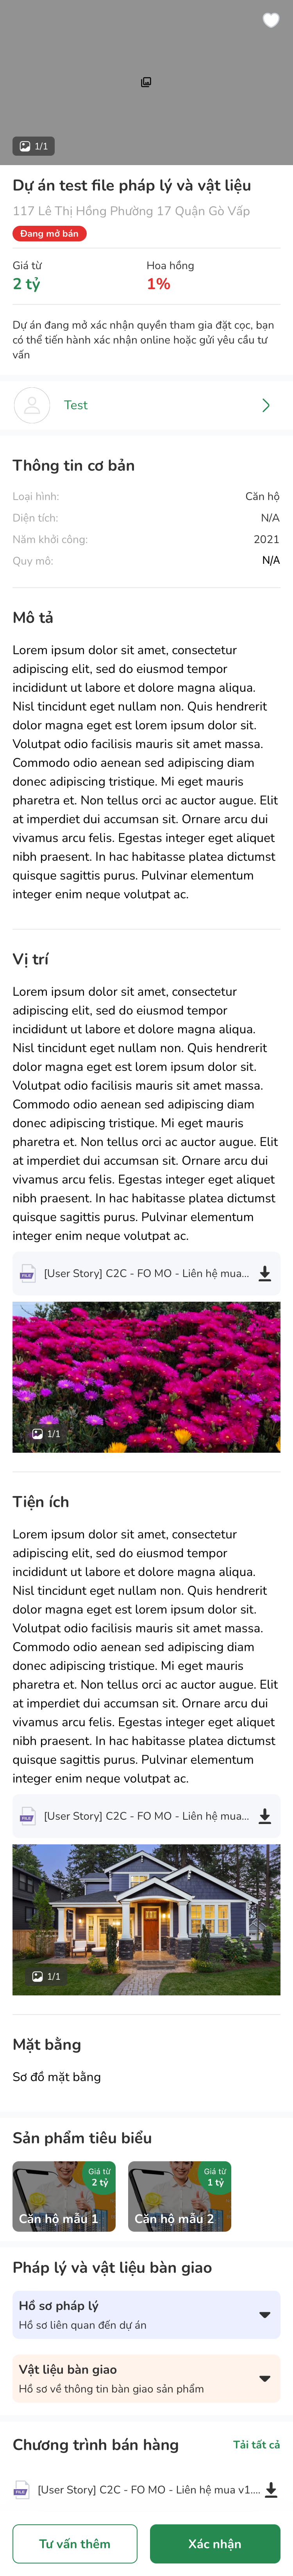 1/1
Dự án test file pháp lý và vật liệu
117 Lê Thị Hồng Phường 17 Quận Gò Vấp
Đang mở bán
Giá từ
Hoa hồng
2 tỷ
1%
Dự án đang mở xác nhận quyền tham gia đặt cọc, bạn
có thể tiến hành xác nhận online hoặc gửi yêu cầu tư
vấn
Test
Thông tin cơ bản
Loại hình:
Căn hộ
Diện tích:
N/A
Năm khởi công:
2021
Quy mô:
N/A
Mô tả
Lorem ipsum dolor sit amet, consectetur
adipiscing elit, sed do eiusmod tempor
incididunt ut labore et dolore magna aliqua.
Nisl tincidunt eget nullam non. Quis hendrerit
dolor magna eget est lorem ipsum dolor sit.
Volutpat odio facilisis mauris sit amet massa.
Commodo odio aenean sed adipiscing diam
donec adipiscing tristique. Mi eget mauris
pharetra et. Non tellus orci ac auctor augue. Elit
at imperdiet dui accumsan sit. Ornare arcu dui
vivamus arcu felis. Egestas integer eget aliquet
nibh praesent. In hac habitasse platea dictumst
quisque sagittis purus. Pulvinar elementum
integer enim neque volutpat ac.
Vị trí
Lorem ipsum dolor sit amet, consectetur
adipiscing elit, sed do eiusmod tempor
incididunt ut labore et dolore magna aliqua.
Nisl tincidunt eget nullam non. Quis hendrerit
dolor magna eget est lorem ipsum dolor sit.
Volutpat odio facilisis mauris sit amet massa.
Commodo odio aenean sed adipiscing diam
donec adipiscing tristique. Mi eget mauris
pharetra et. Non tellus orci ac auctor augue. Elit
at imperdiet dui accumsan sit. Ornare arcu dui
vivamus arcu felis. Egestas integer eget aliquet
nibh praesent. In hac habitasse platea dictumst
quisque sagittis purus. Pulvinar elementum
integer enim neque volutpat ac.
FILE
[User Story] C2C - FO MO - Liên hệ mua...
1/1
Tiện ích
Lorem ipsum dolor sit amet, consectetur
adipiscing elit, sed do eiusmod tempor
incididunt ut labore et dolore magna aliqua.
Nisl tincidunt eget nullam non. Quis hendrerit
dolor magna eget est lorem ipsum dolor sit.
Volutpat odio facilisis mauris sit amet massa.
Commodo odio aenean sed adipiscing diam
donec adipiscing tristique. Mi eget mauris
pharetra et. Non tellus orci ac auctor augue. Elit
at imperdiet dui accumsan sit. Ornare arcu dui
vivamus arcu felis. Egestas integer eget aliquet
nibh praesent. In hac habitasse platea dictumst
quisque sagittis purus. Pulvinar elementum
integer enim neque volutpat ac.
FILE
[User Story] C2C - FO MO - Liên hệ mua...
1/1
Mặt bằng
Sơ đồ mặt bằng
Sản phẩm tiêu biểu
Giá từ
2 tỷ
Căn hộ mẫu 1
Giá từ
1 tỷ
Căn hộ mẫu 2
Pháp lý và vật liệu bàn giao
Hồ sơ pháp lý
Hồ sơ liên quan đến dự án
Vật liệu bàn giao
Hồ sơ về thông tin bàn giao sản phẩm
Chương trình bán hàng
Tải tất cả
FILE
[User Story] C2C - FO MO - Liên hệ mua v1....
Tư vấn thêm
Xác nhận